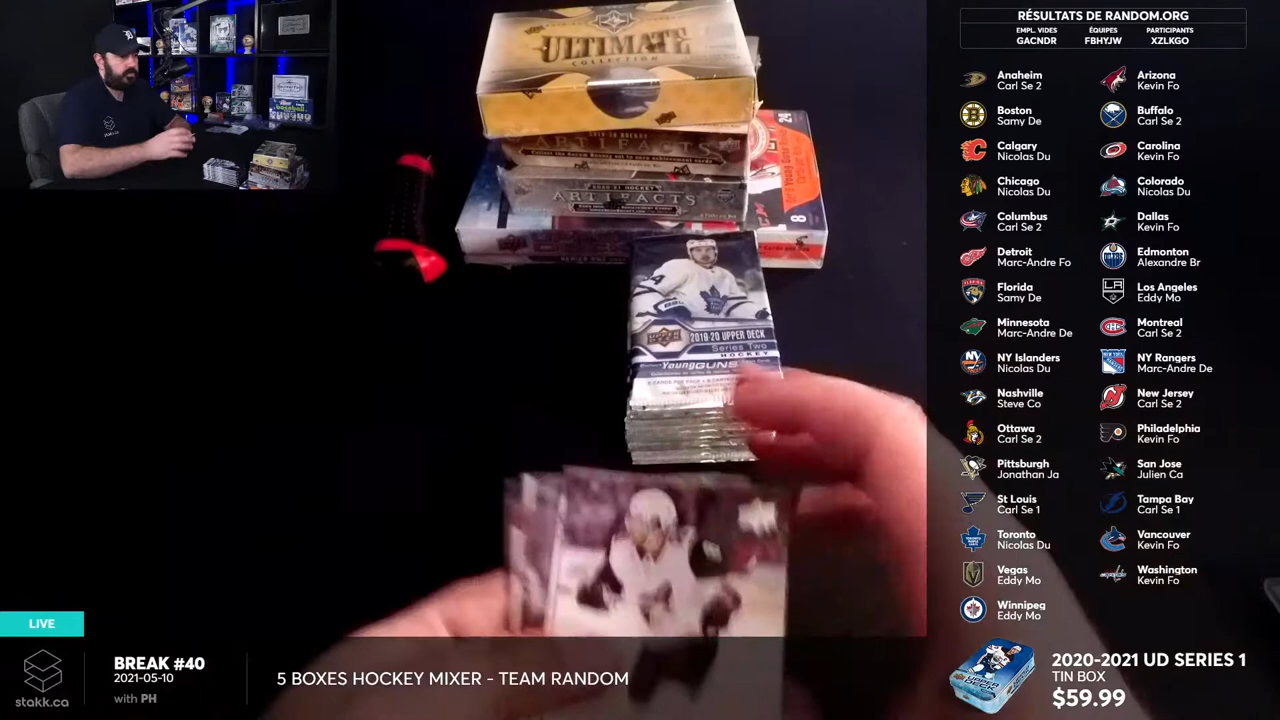 RÉSULTATS DE RANDOM.ORG
EMPL. VIDES
GACNDR
ÉQUIPES
FBHYJW
PARTICIPANTS
XZLKGO
Anaheim
Carl Se 2
Arizona
Kevin Fo
Boston
Samy De
Buffalo
Carl Se 2
Calgary
Nicolas Du
Carolina
Kevin Fo
Chicago
Nicolas Du
Colorado
Nicolas Du
Columbus
Carl Se 2
Dallas
Kevin Fo
Detroit
Marc-Andre Fo
Edmonton
Alexandre Br
Florida
Samy De
Los Angeles
Eddy Mo
Minnesota
Marc-Andre De
Montreal
Carl Se 2
NY Islanders
Nicolas Du
NY Rangers
Marc-Andre De
Nashville
Steve Co
New Jersey
Carl Se 2
Ottawa
Carl Se 2
Philadelphia
Kevin Fo
Pittsburgh
Jonathan Ja
San Jose
Julien Ca
St Louis
Carl Se 1
Tampa Bay
Carl Se 1
Toronto
Nicolas Du
Vancouver
Kevin Fo
Vegas
Eddy Mo
Washington
Kevin Fo
Winnipeg
Eddy Mo
ULTIMATE
COLLECTION
ARTIFACTS
2020-21 HOCKEY
ARTIFACTS
24
8
2019-20 UPPER DECK
Series Two
HOCKEY
Young GUNS
LIVE
stakk.ca
BREAK #40
2021-05-10
with PH
5 BOXES HOCKEY MIXER - TEAM RANDOM
2020-2021 UD SERIES 1
TIN BOX
$59.99